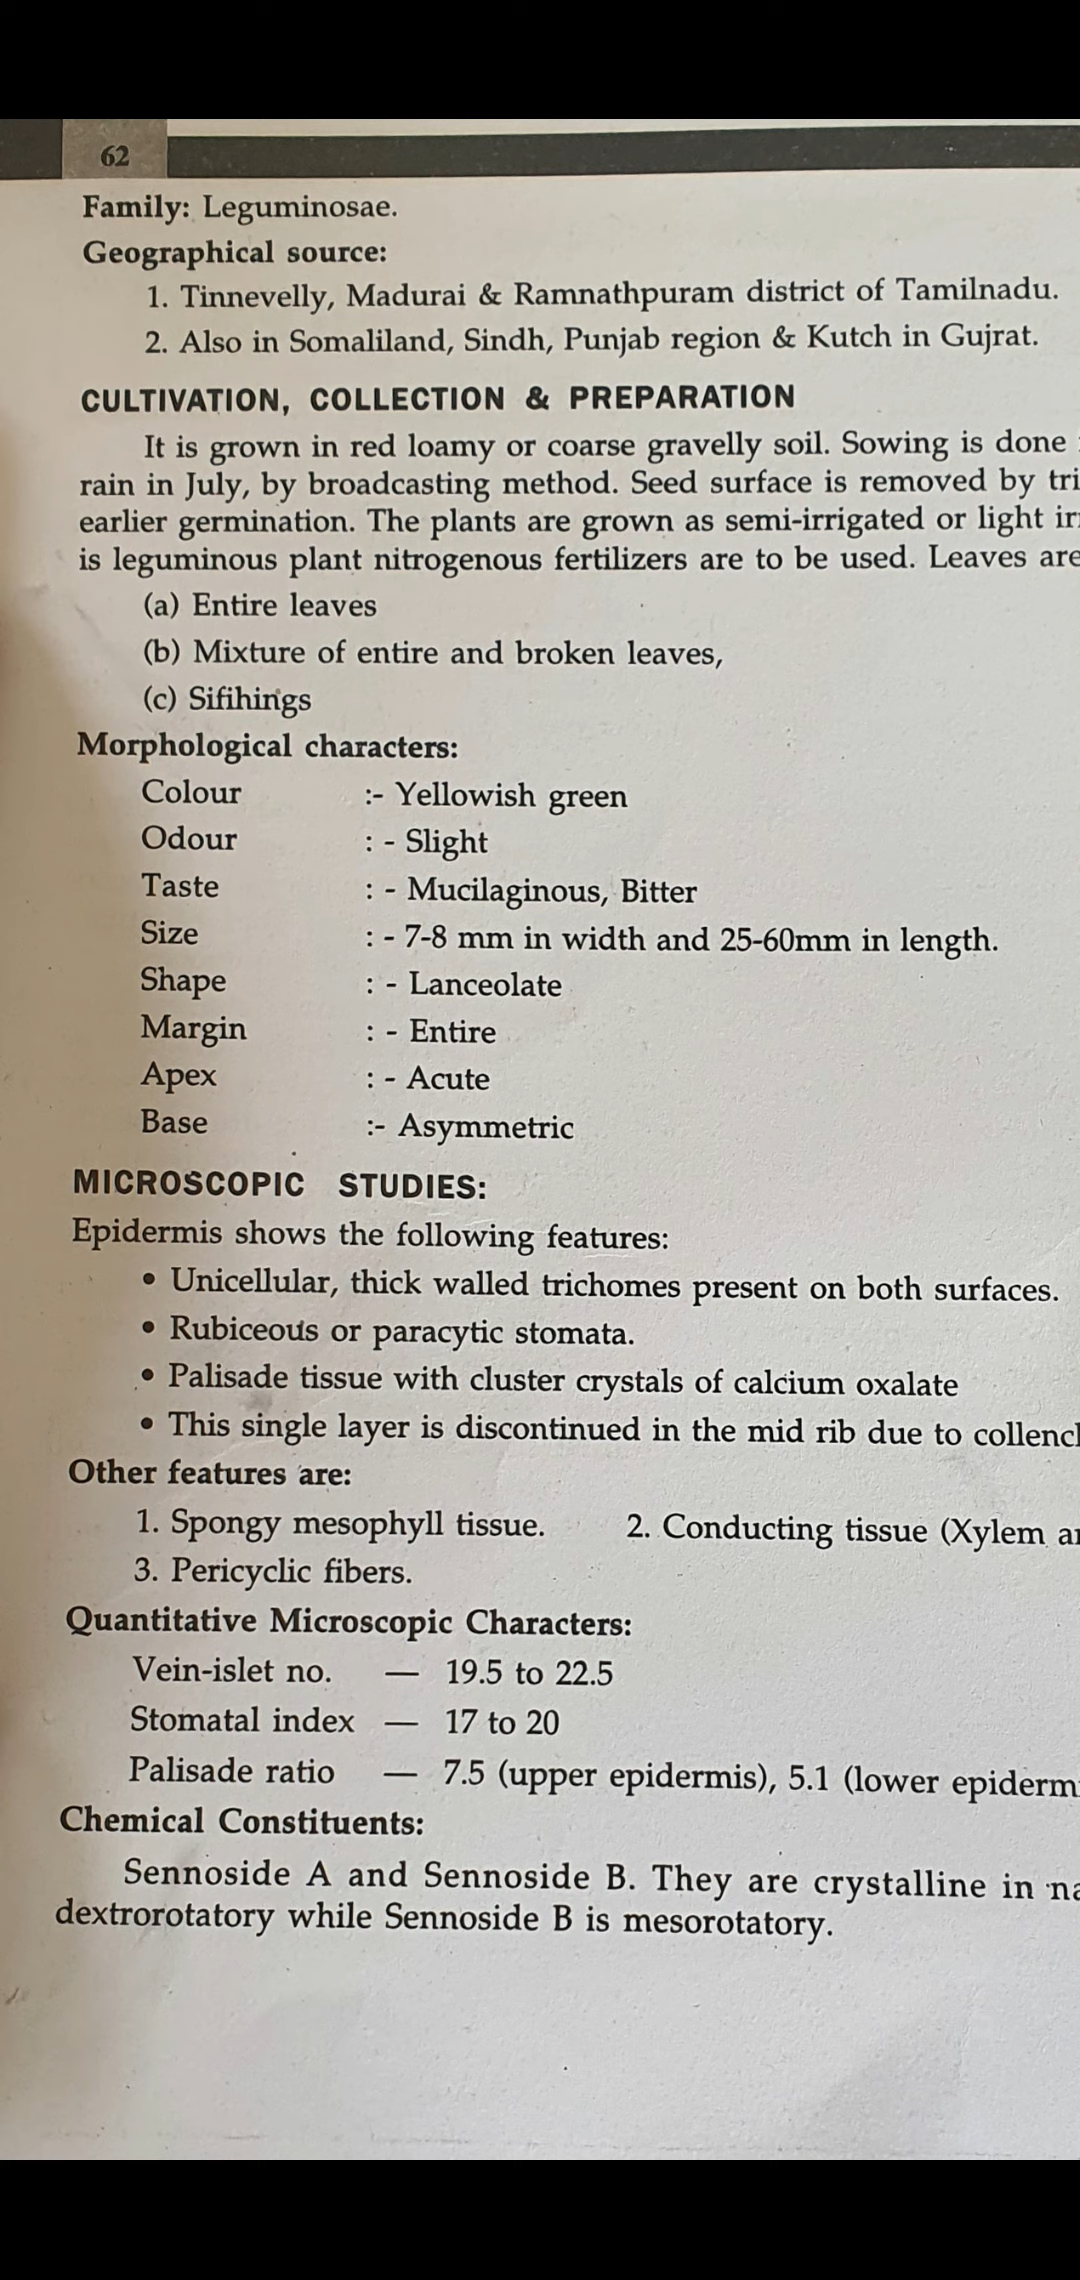 62
Family: Leguminosae.
Geographical source:
1. Tinnevelly, Madurai & Ramnathpuram district of Tamilnadu.
2. Also in Somaliland, Sindh, Punjab region & Kutch in Gujrat.
CULTIVATION, COLLECTION & PREPARATION
It is grown in red loamy or coarse gravelly soil. Sowing is done
rain in July, by broadcasting method. Seed surface is removed by
earlier germination. The plants are grown as semi-irrigated or light
is leguminous plant nitrogenous fertilizers are to be used. Leaves are
(a) Entire leaves
(b) Mixture of entire and broken leaves,
(c) Sifihings
Morphological characters:
Colour :- Yellowish green
Odour : - Slight
Taste : - Mucilaginous, Bitter
Size : - 7-8 mm in width and 25-60mm in length.
Shape : - Lanceolate
Margin : - Entire
Apex : - Acute
Base :- Asymmetric
MICROSCOPIC STUDIES:
Epidermis shows the following features:
• Unicellular, thick walled trichomes present on both surfaces.
• Rubiceous or paracytic stomata.
• Palisade tissue with cluster crystals of calcium oxalate
• This single layer is discontinued in the mid rib due to
Other features are:
1. Spongy mesophyll tissue. 2. Conducting tissue (Xylem
3. Pericyclic fibers.
Quantitative Microscopic Characters:
Vein-islet no. — 19.5 to 22.5
Stomatal index — 17 to 20
Palisade ratio — 7.5 (upper epidermis), 5.1 (lower
Chemical Constituents:
Sennoside A and Sennoside B. They are crystalline in
dextrorotatory while Sennoside B is mesorotatory.